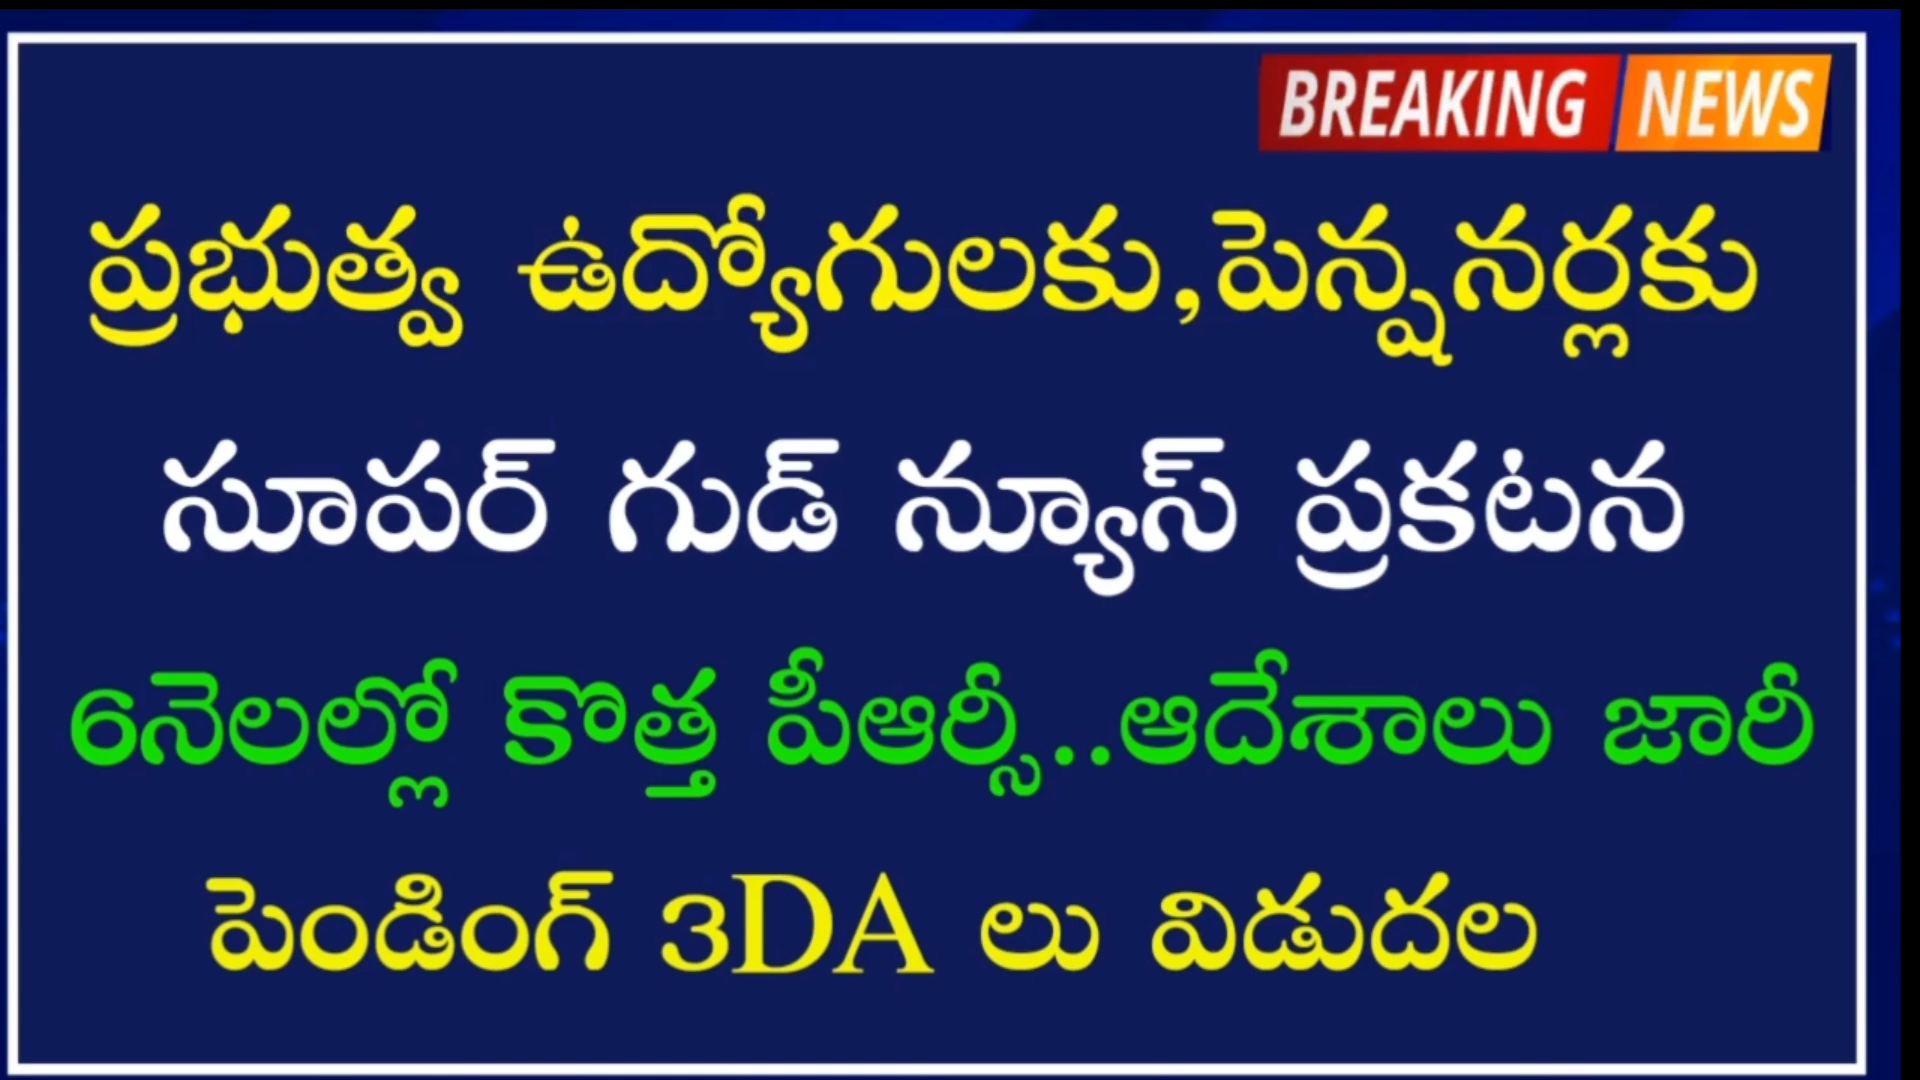 BREAKING NEWS
ప్రభుత్వ ఉద్యోగులకు,పెన్షనర్లకు
సూపర్ గుడ్ న్యూస్ ప్రకటన
6నెలల్లో కొత్త పీఆర్సీ..ఆదేశాలు జారీ
పెండింగ్ 3DA లు విడుదల